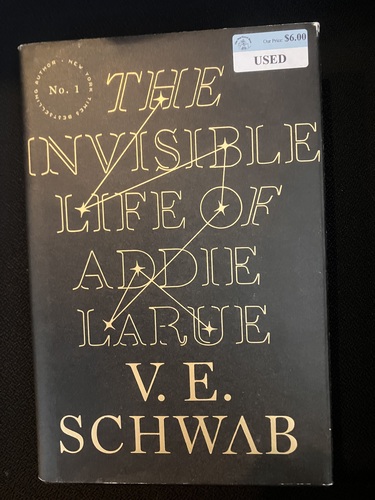 Our Price $6.00
USED
No. 1
NEW YORK TIMES BESTSELLING AUTHOR
THE
INVISIBLE
LIFE OF
ADDIE
LARUE
V. E.
SCHWAB